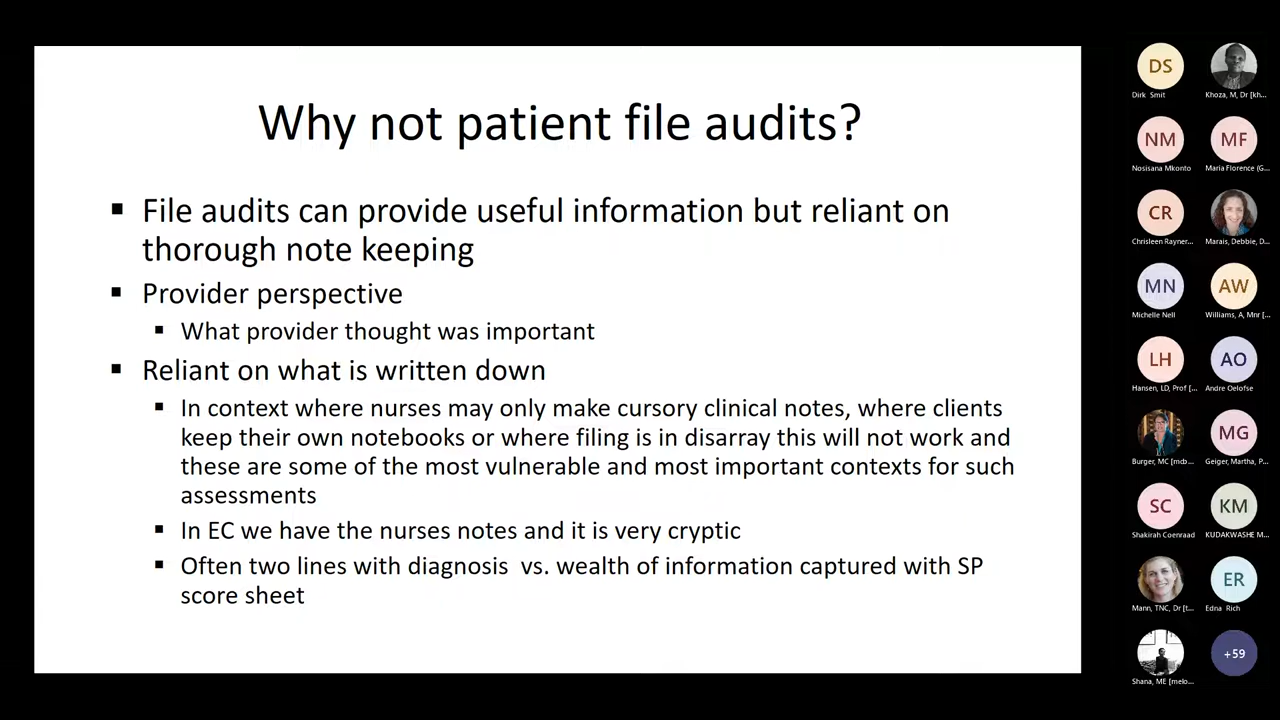 Why not patient file audits?
▪ File audits can provide useful information but reliant on
thorough note keeping
▪ Provider perspective
▪ What provider thought was important
▪ Reliant on what is written down
▪ In context where nurses may only make cursory clinical notes, where clients
keep their own notebooks or where filing is in disarray this will not work and
these are some of the most vulnerable and most important contexts for such
assessments
▪ In EC we have the nurses notes and it is very cryptic
▪ Often two lines with diagnosis vs. wealth of information captured with SP
score sheet
DS
Dirk Smit
Khoza, M, Dr [kh...
NM
Nosisana Mkonto
MF
Maria Florence (G...
CR
Chrisleen Rayner...
Marais, Debbie, D...
MN
Michelle Nell
AW
Williams, A, Mnr [...
LH
Hansen, LD, Prof [...
AO
Andre Oelofse
Burger, MC [mcb...
MG
Geiger, Martha, P...
SC
Shakirah Coenraad
KM
KUDAKWASHE M...
Mann, TNC, Dr [t...
ER
Edna Rich
Shana, ME [melo...
+59